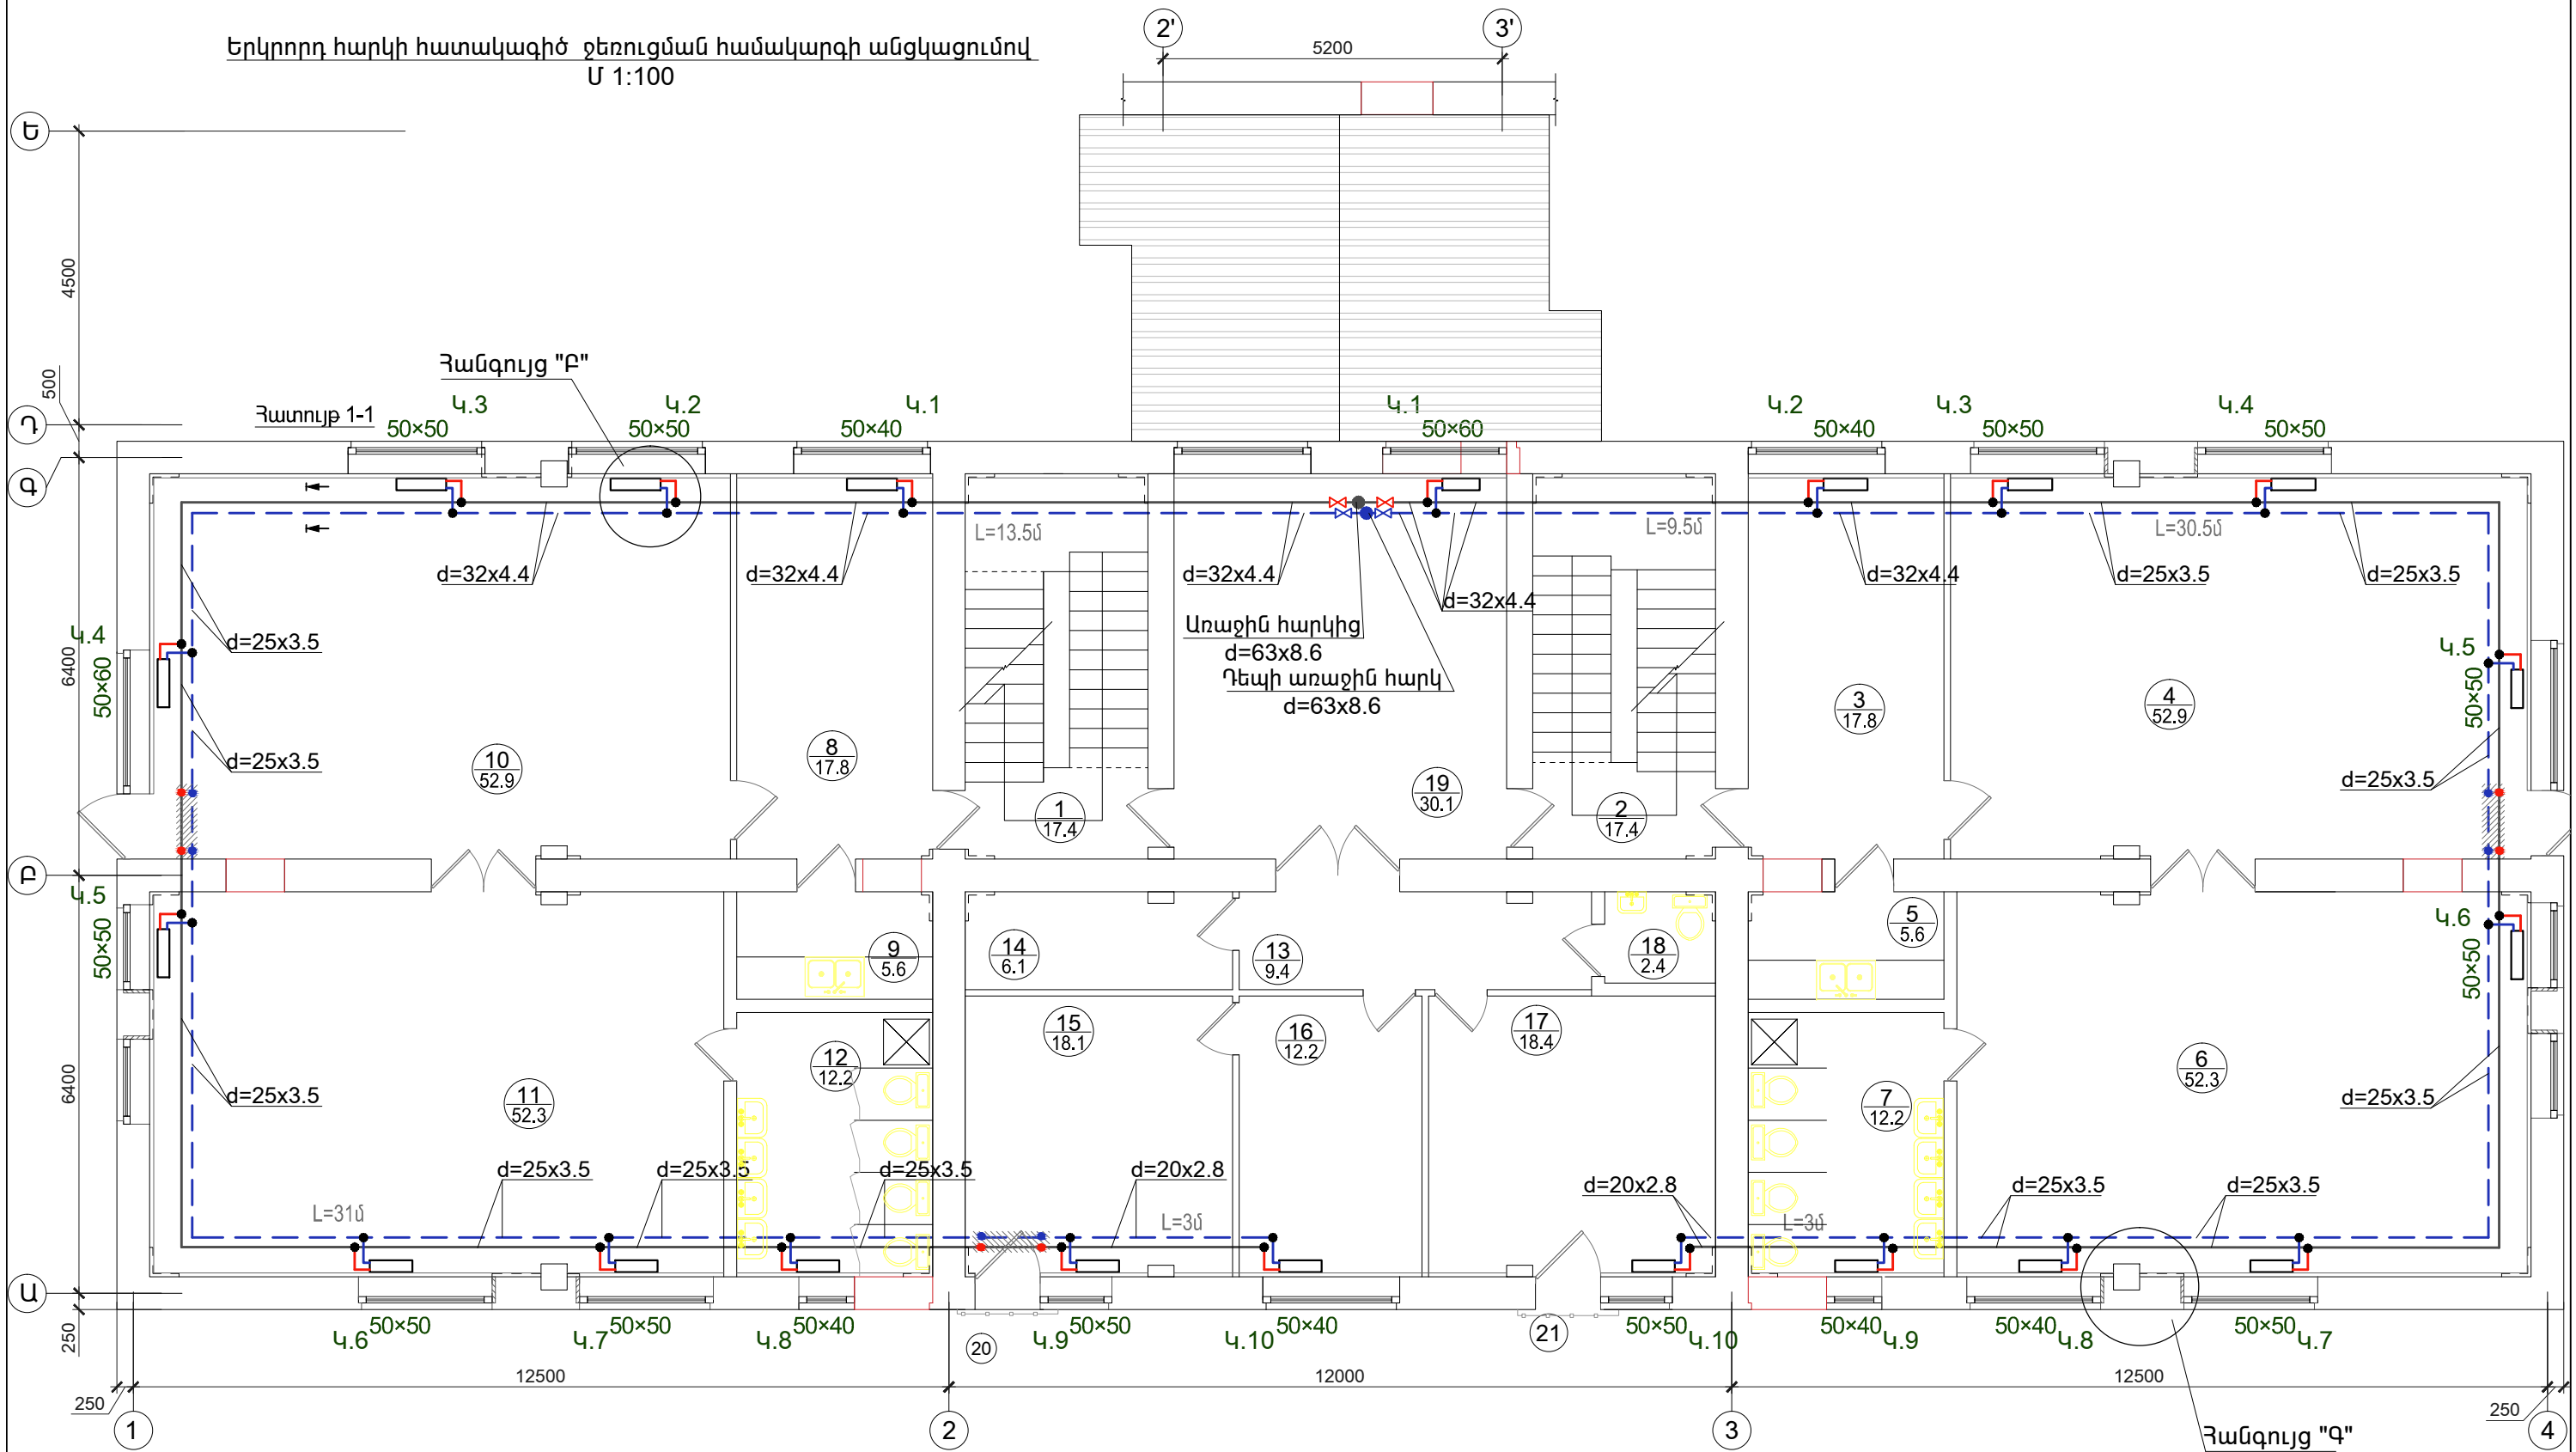 2'
3'
5200
Երկրորդ հարկի հատակագիծ ջեռուցման համակարգի անցկացումով
Մ 1:100
Ե
4500
500
Հանգույց "Բ"
Հատույթ 1-1
Կ.3
Կ.2
Կ.1
Կ.1
Կ.2
Կ.3
Կ.4
50×50
50×50
50×40
50×60
50×40
50×50
50×50
Դ
Գ
L=13.5մ
L=9.5մ
L=30.5մ
d=32x4.4
d=32x4.4
d=32x4.4
d=32x4.4
d=32x4.4
d=25x3.5
d=25x3.5
Առաջին հարկից
d=63x8.6
Դեպի առաջին հարկ
d=63x8.6
Կ.4
50×60
6400
d=25x3.5
d=25x3.5
Կ.5
50×50
d=25x3.5
10
52.9
8
17.8
1
17.4
19
30.1
2
17.4
3
17.8
4
52.9
Բ
Կ.5
50×50
Կ.6
50×50
9
5.6
14
6.1
13
9.4
18
2.4
5
5.6
15
18.1
16
12.2
17
18.4
12
12.2
11
52.3
7
12.2
6
52.3
6400
d=25x3.5
d=25x3.5
d=25x3.5
d=25x3.5
d=25x3.5
d=20x2.8
d=20x2.8
d=25x3.5
d=25x3.5
L=31մ
L=3մ
L=3մ
Ա
250
Կ.6
50×50
Կ.7
50×50
Կ.8
50×40
20
Կ.9
50×50
Կ.10
50×40
21
50×50
Կ.10
50×40
Կ.9
50×40
Կ.8
50×50
Կ.7
12500
12000
12500
250
250
1
2
3
4
Հանգույց "Գ"